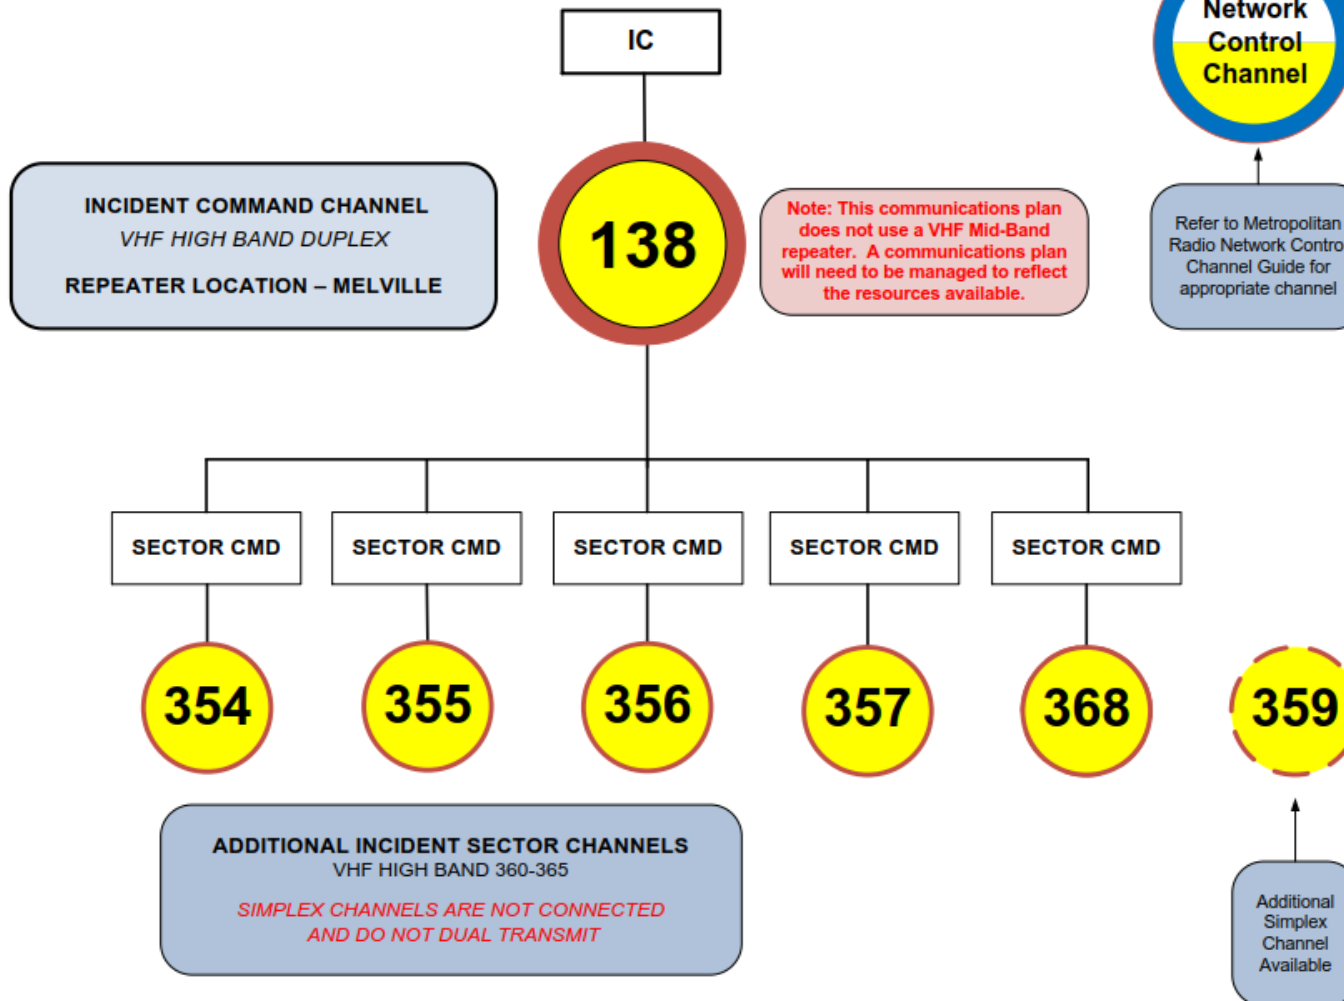 IC
Network
Control
Channel
INCIDENT COMMAND CHANNEL
VHF HIGH BAND DUPLEX
REPEATER LOCATION – MELVILLE
138
Note: This communications plan
does not use a VHF Mid-Band
repeater.  A communications plan
will need to be managed to reflect
the resources available.
Refer to Metropolitan
Radio Network Contro
Channel Guide for
appropriate channel
SECTOR CMD
SECTOR CMD
SECTOR CMD
SECTOR CMD
SECTOR CMD
354
355
356
357
368
359
ADDITIONAL INCIDENT SECTOR CHANNELS
VHF HIGH BAND 360-365
SIMPLEX CHANNELS ARE NOT CONNECTED
AND DO NOT DUAL TRANSMIT
Additional
Simplex
Channel
Available